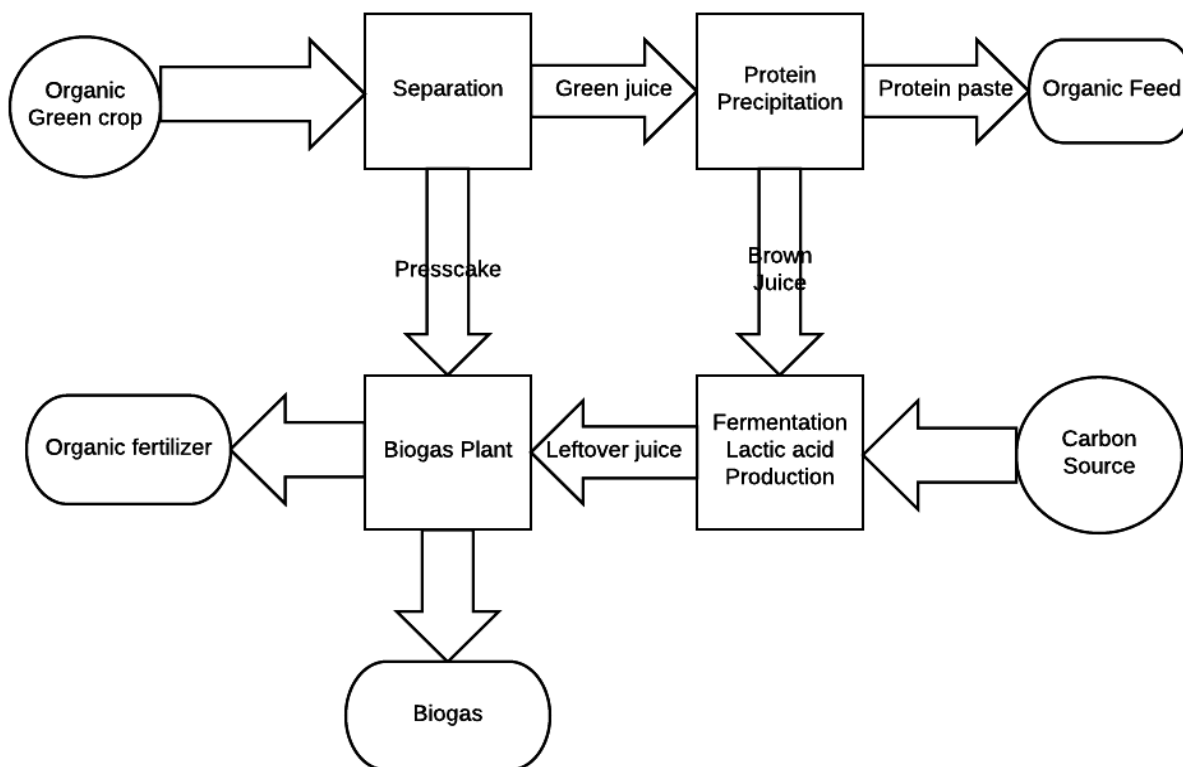 Organic
Green crop
Separation
Green juice
Protein
Precipitation
Protein paste
Organic Feed
Presscake
Brown
Juice
Organic fertilizer
Biogas Plant
Leftover juice
Fermentation
Lactic acid
Production
Carbon
Source
Biogas